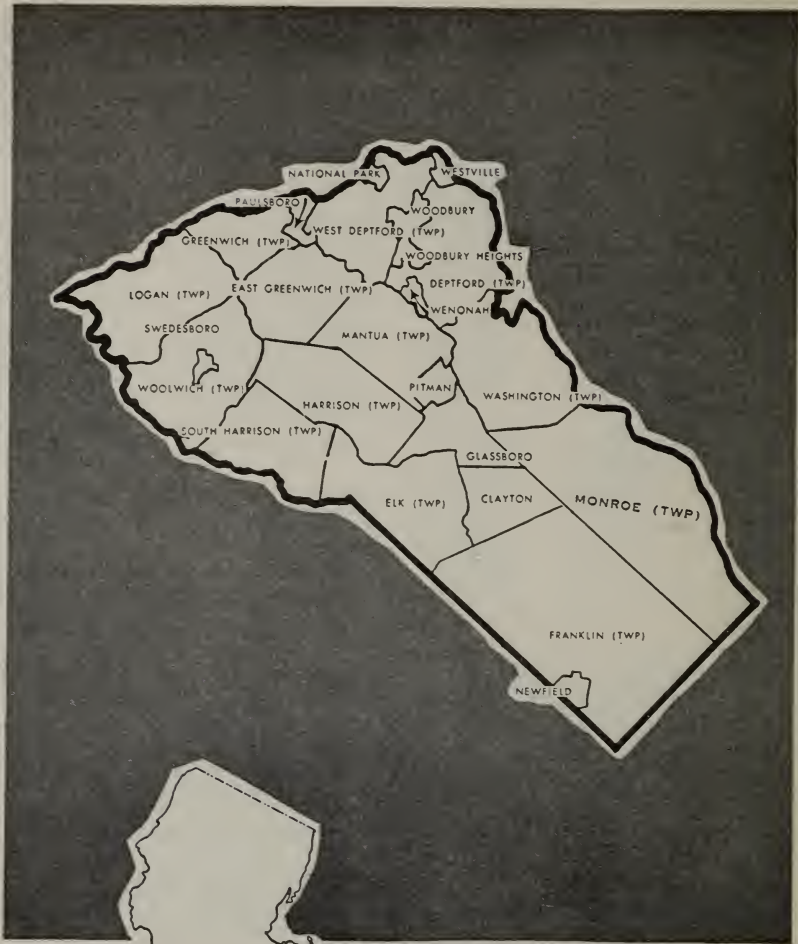 NATIONAL PARK
WESTVILLE
PAULSBORO
WOODBURY
GREENWICH (TWP)
WEST DEPTFORD (TWP)
WOODBURY HEIGHTS
DEPTFORD (TWP)
LOGAN (TWP)
EAST GREENWICH (TWP)
WENONAH
SWEDESBORO
MANTUA (TWP)
WOOLWICH (TWP)
PITMAN
WASHINGTON (TWP)
HARRISON (TWP)
SOUTH HARRISON (TWP)
GLASSBORO
ELK (TWP)
CLAYTON
MONROE (TWP)
FRANKLIN (TWP)
NEWFIELD